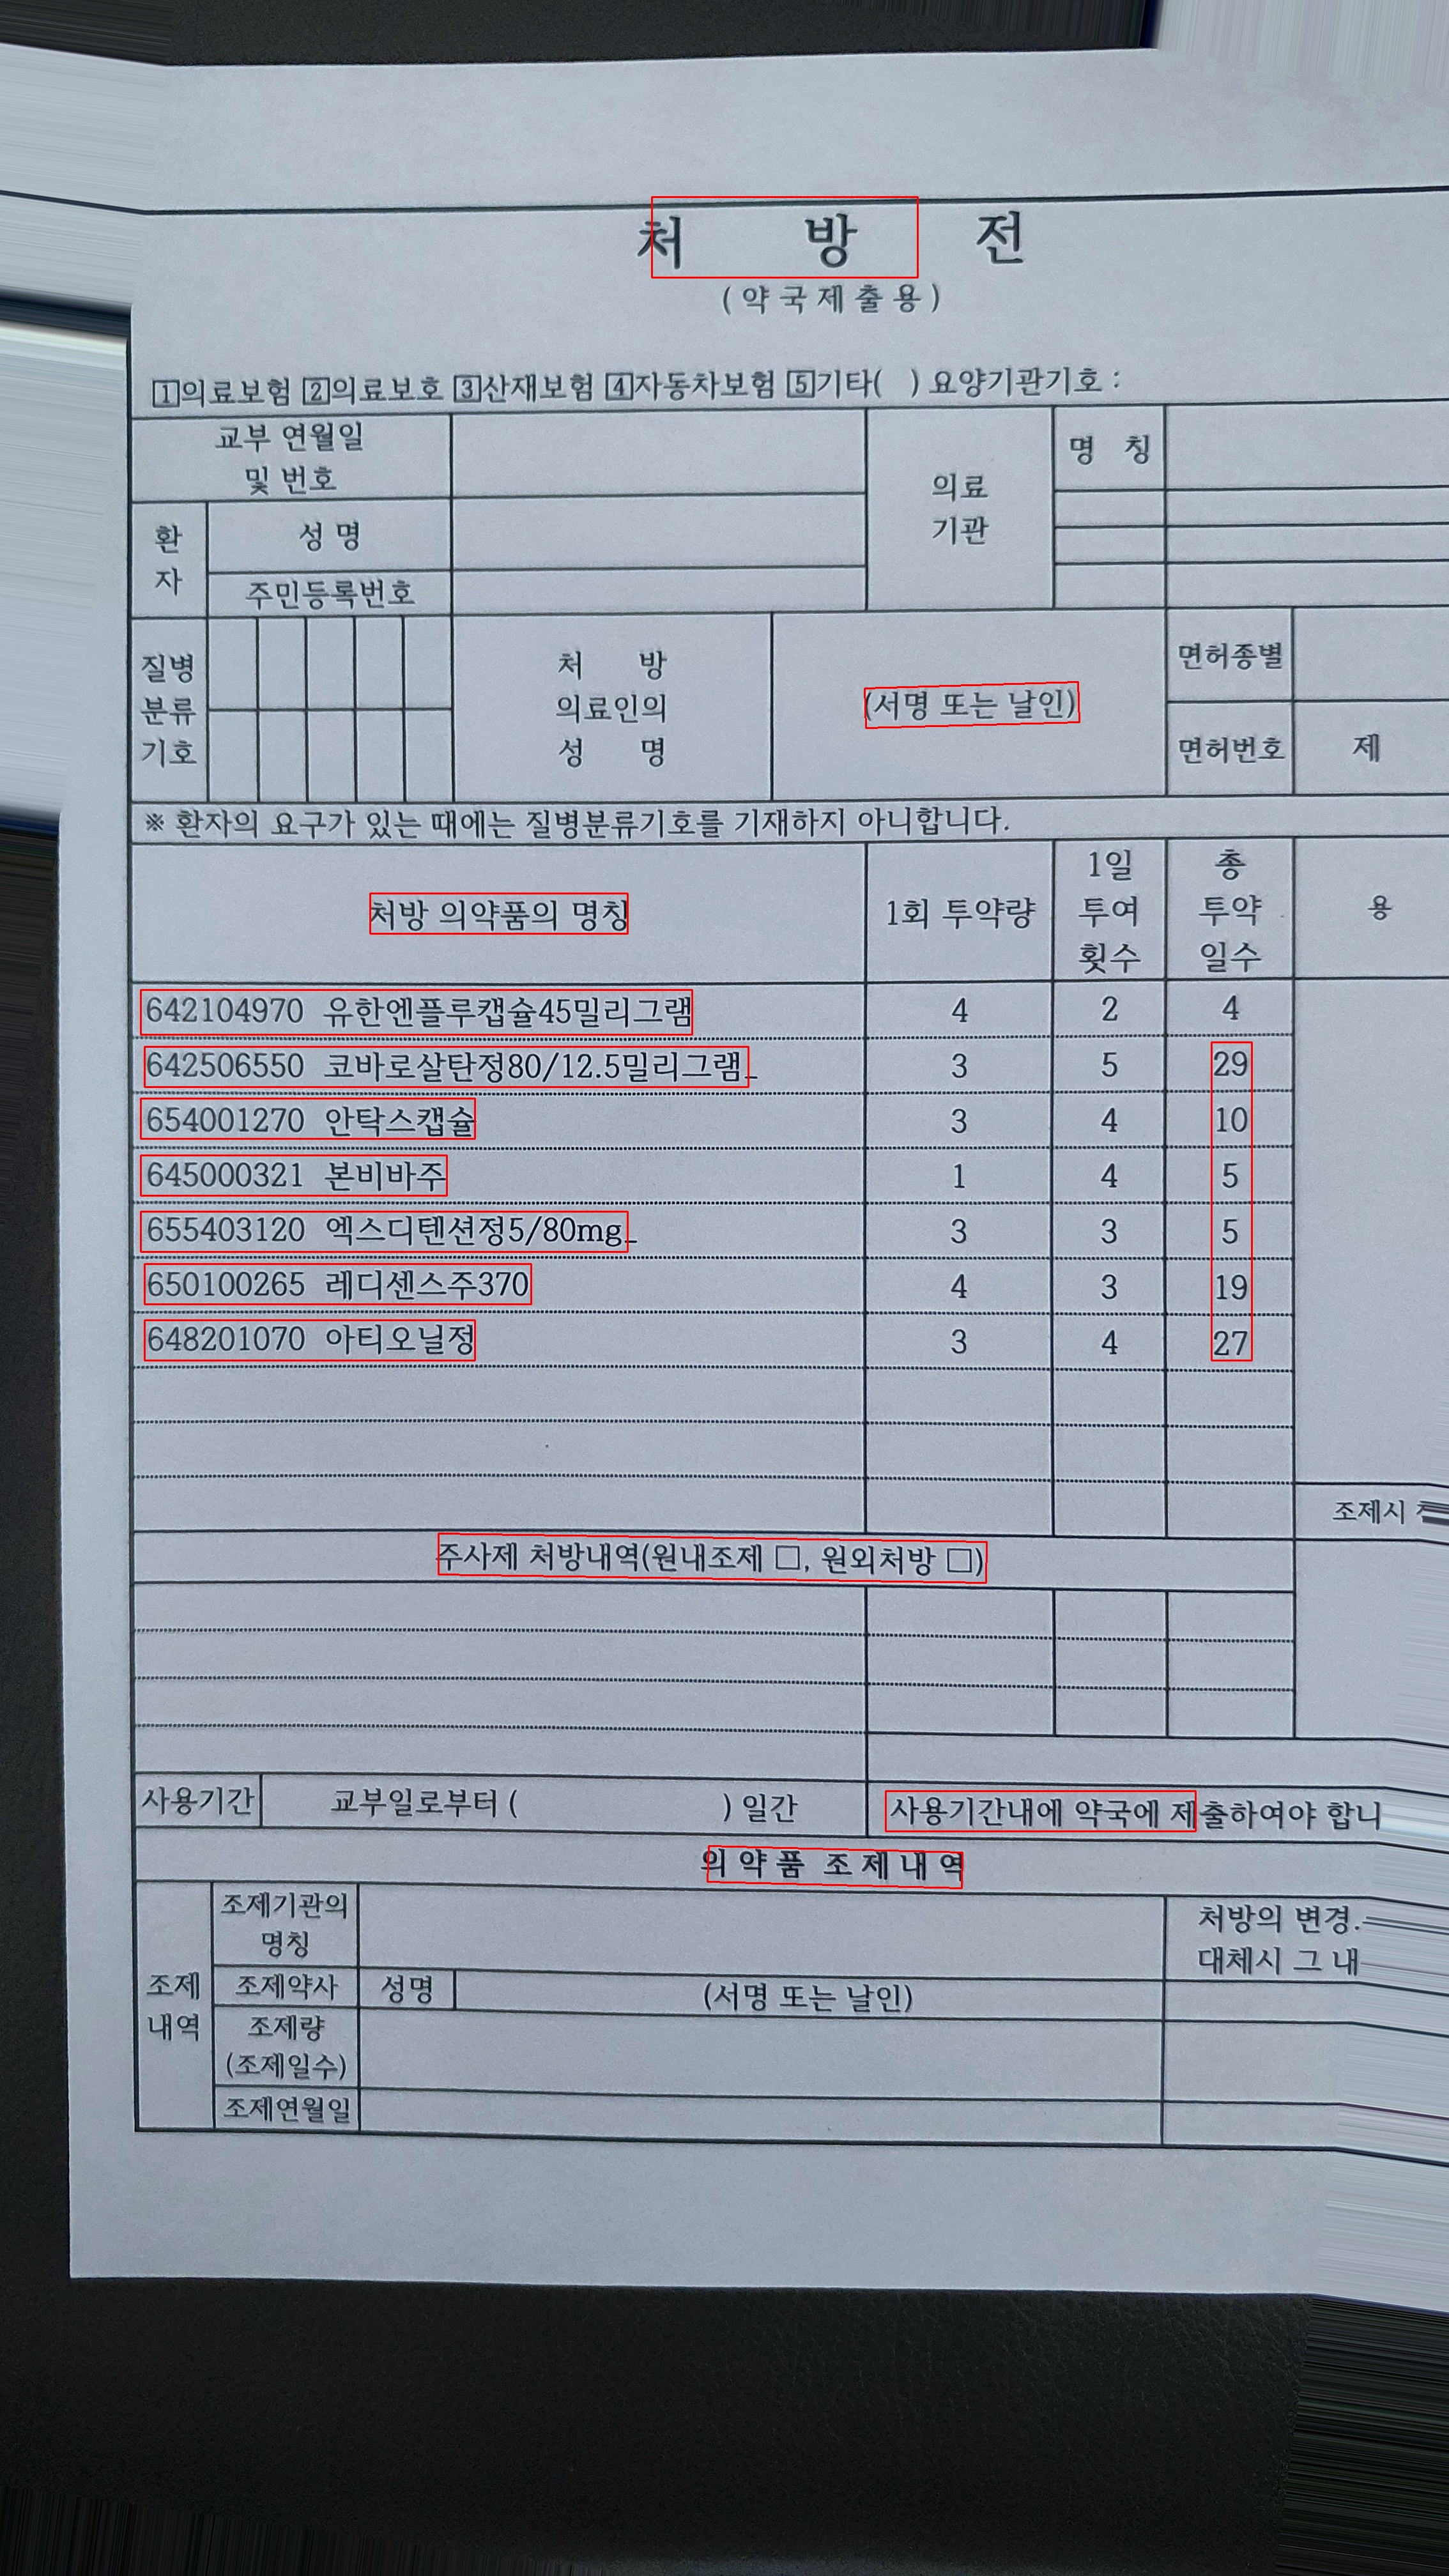 처 방 전
(약국제출용)
1의료보험 2의료보호 3산재보험 4자동차보험 5기타( ) 요양기관기호 :
교부 연월일
및 번호
의료
기관
명 칭
환
자
성 명
주민등록번호
질병
분류
기호
처 방
의료인의
성 명
(서명 또는 날인)
면허종별
면허번호 제
※ 환자의 요구가 있는 때에는 질병분류기호를 기재하지 아니합니다.
처방 의약품의 명칭 1회 투약량
1일
투여
횟수
총
투약
일수
용
642104970 유한엔플루캡슐45밀리그램 4 2 4
642506550 코바로살탄정80/12.5밀리그램_ 3 5 29
654001270 안탁스캡슐 3 4 10
645000321 본비바주 1 4 5
655403120 엑스디텐션정5/80mg_ 3 3 5
650100265 레디센스주370 4 3 19
648201070 아티오닐정 3 4 27
조제시
주사제 처방내역(원내조제 □, 원외처방 □)
사용기간 교부일로부터 ( ) 일간 사용기간내에 약국에 제출하여야 합니
의약품 조제내역
조제
내역
조제기관의
명칭
처방의 변경.
대체시 그 내
조제약사 성명 (서명 또는 날인)
조제량
(조제일수)
조제연월일